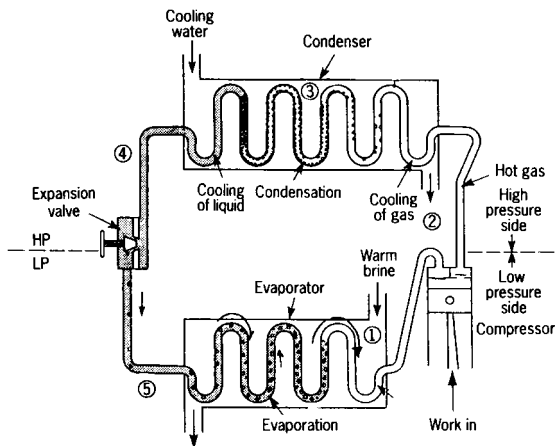 Cooling
water
Condenser
③
④
Cooling
of liquid
Condensation
Cooling
of gas
Hot gas
②
High
pressure
side
Expansion
valve
HP
LP
Low
pressure
side
Compressor
Warm
brine
Evaporator
①
⑤
Evaporation
Work in